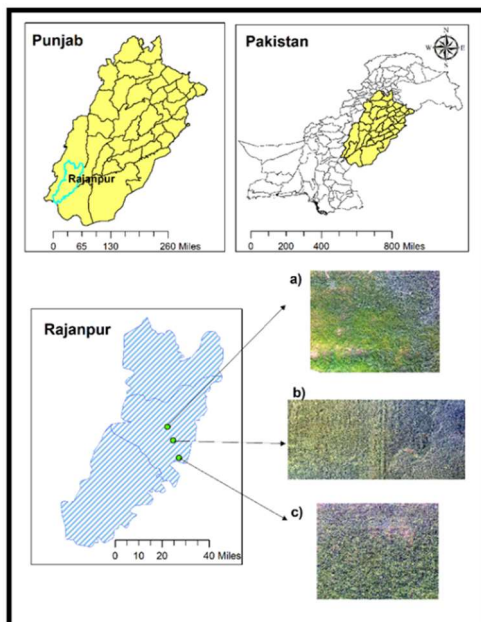 Punjab
Rajanpur
0 65 130 260 Miles
Pakistan
N
W E
S
0 200 400 800 Miles
Rajanpur
0 10 20 40 Miles
a)
b)
c)